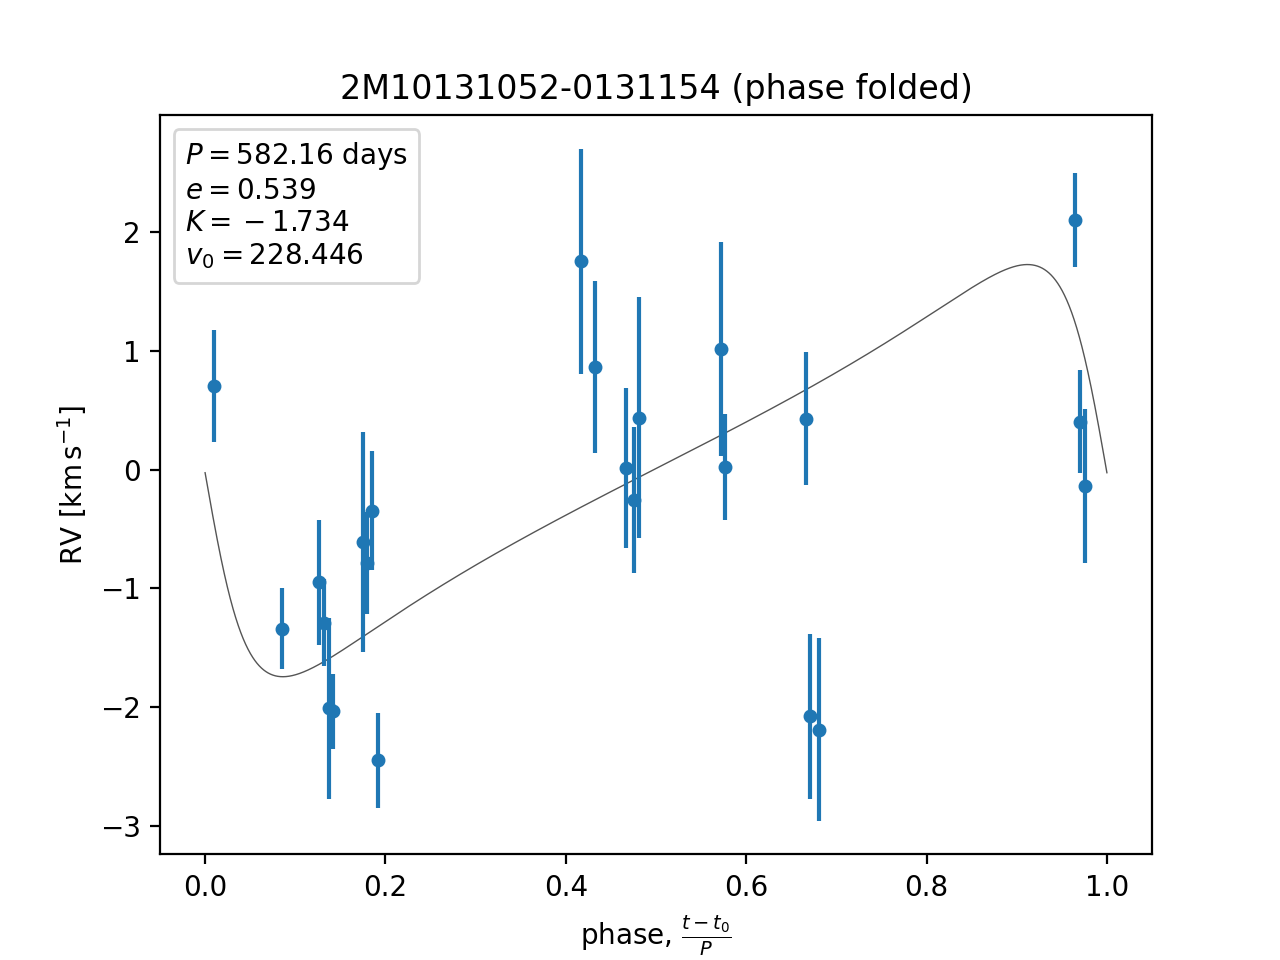 2M10131052-0131154 (phase folded)
P = 582.16 days
e = 0.539
K = −1.734
v₀ = 228.446
2
1
0
−1
−2
−3
RV [km s⁻¹]
0.0 0.2 0.4 0.6 0.8 1.0
phase, (t − t₀)/P